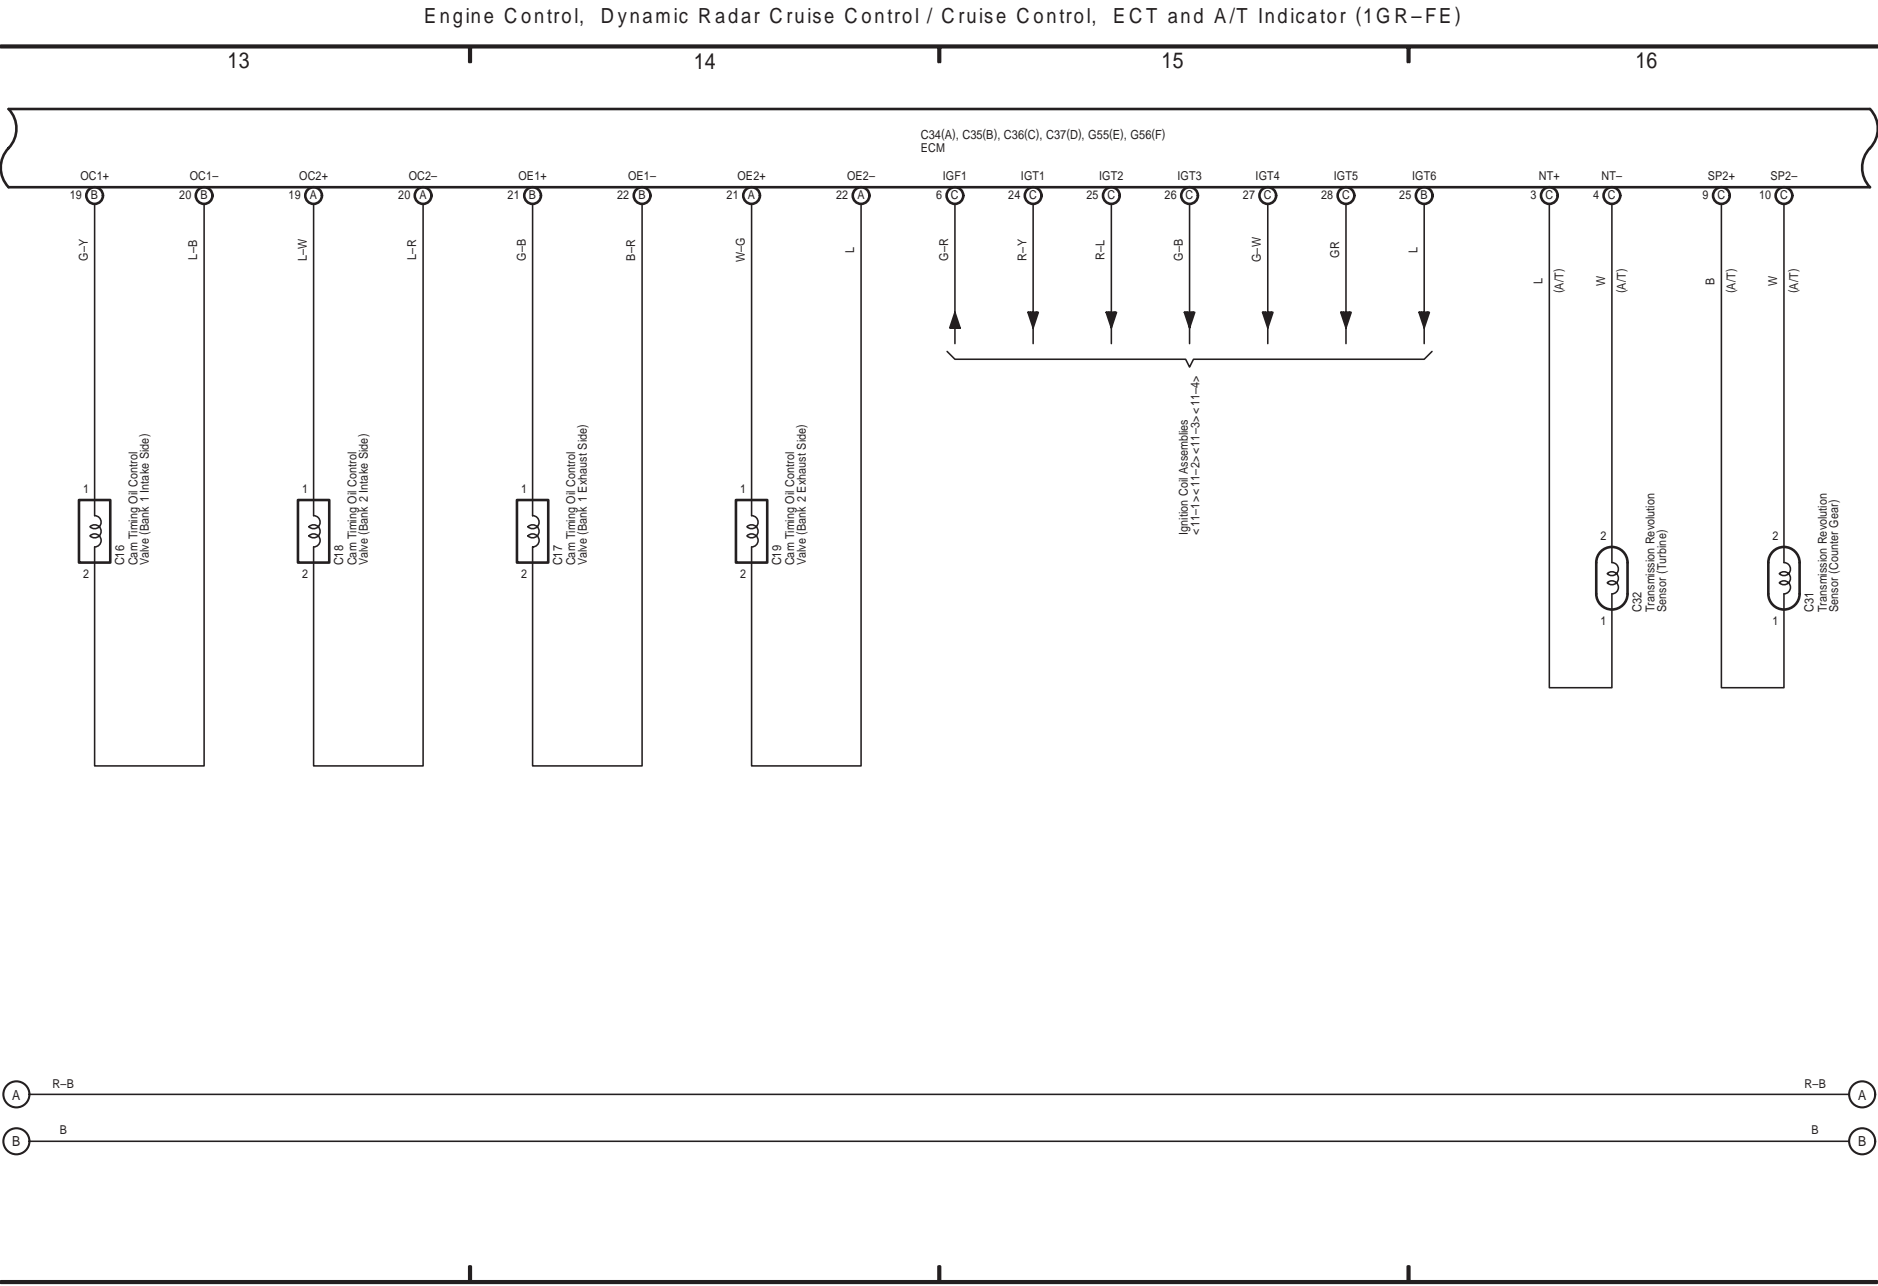 Engine Control, Dynamic Radar Cruise Control / Cruise Control, ECT and A/T Indicator (1GR–FE)
13 14 15 16
C34(A), C35(B), C36(C), C37(D), G55(E), G56(F)
ECM
OC1+ OC1– OC2+ OC2– OE1+ OE1– OE2+ OE2– IGF1 IGT1 IGT2 IGT3 IGT4 IGT5 IGT6 NT+ NT– SP2+ SP2–
19 B 20 B 19 A 20 A 21 B 22 B 21 A 22 A 6 C 24 C 25 C 26 C 27 C 28 C 25 B 3 C 4 C 9 C 10 C
G–Y L–B L–W L–R G–B B–R W–G L G–R R–Y R–L G–B G–W GR L
L (A/T) W (A/T) B (A/T) W (A/T)
Ignition Coil Assemblies
<11–1><11–2><11–3><11–4>
1
2
C16
Cam Timing Oil Control
Valve (Bank 1 Intake Side)
1
2
C18
Cam Timing Oil Control
Valve (Bank 2 Intake Side)
1
2
C17
Cam Timing Oil Control
Valve (Bank 1 Exhaust Side)
1
2
C19
Cam Timing Oil Control
Valve (Bank 2 Exhaust Side)
2
1
C32
Transmission Revolution
Sensor (Turbine)
2
1
C31
Transmission Revolution
Sensor (Counter Gear)
A R–B R–B A
B B B B